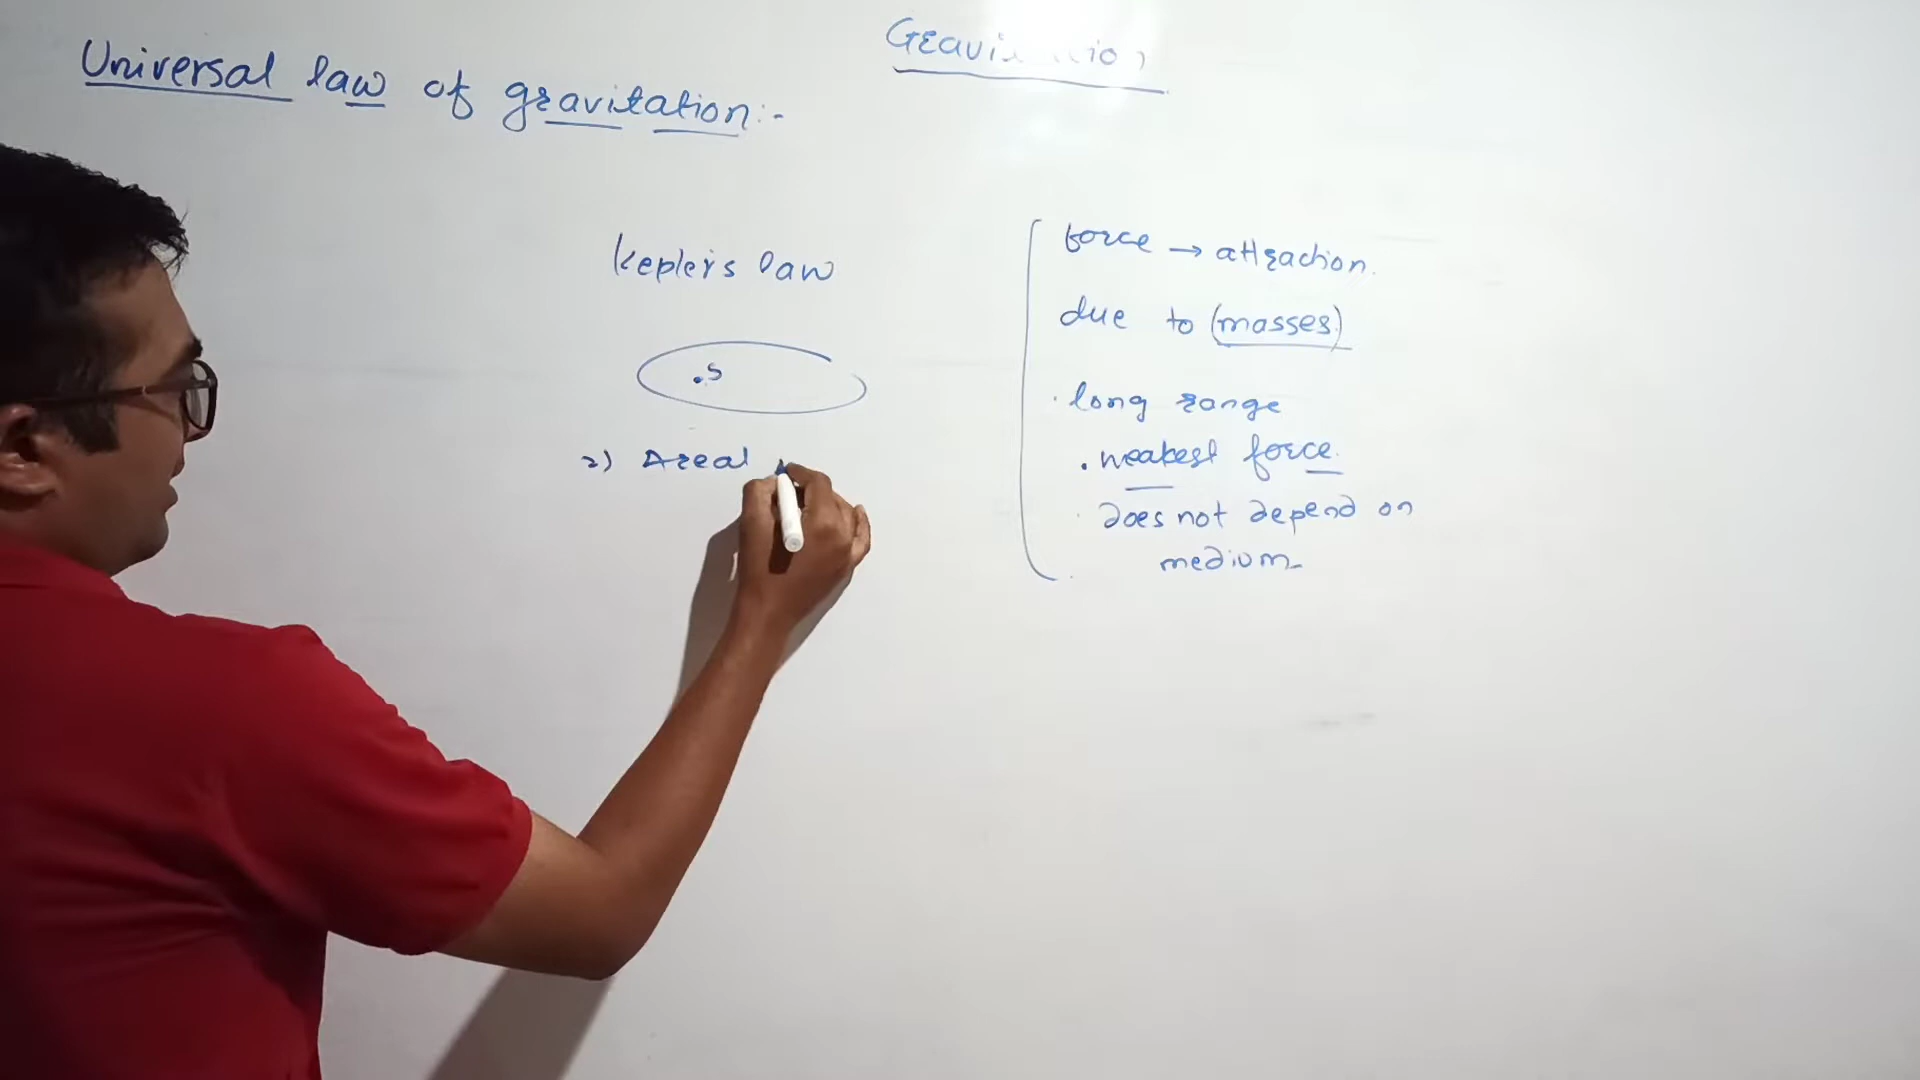 Universal law of gravitation:-
Kepler's law
.S
2) Areal
force → attraction.
due to (masses)
· long range
. weakest force.
· does not depend on
medium